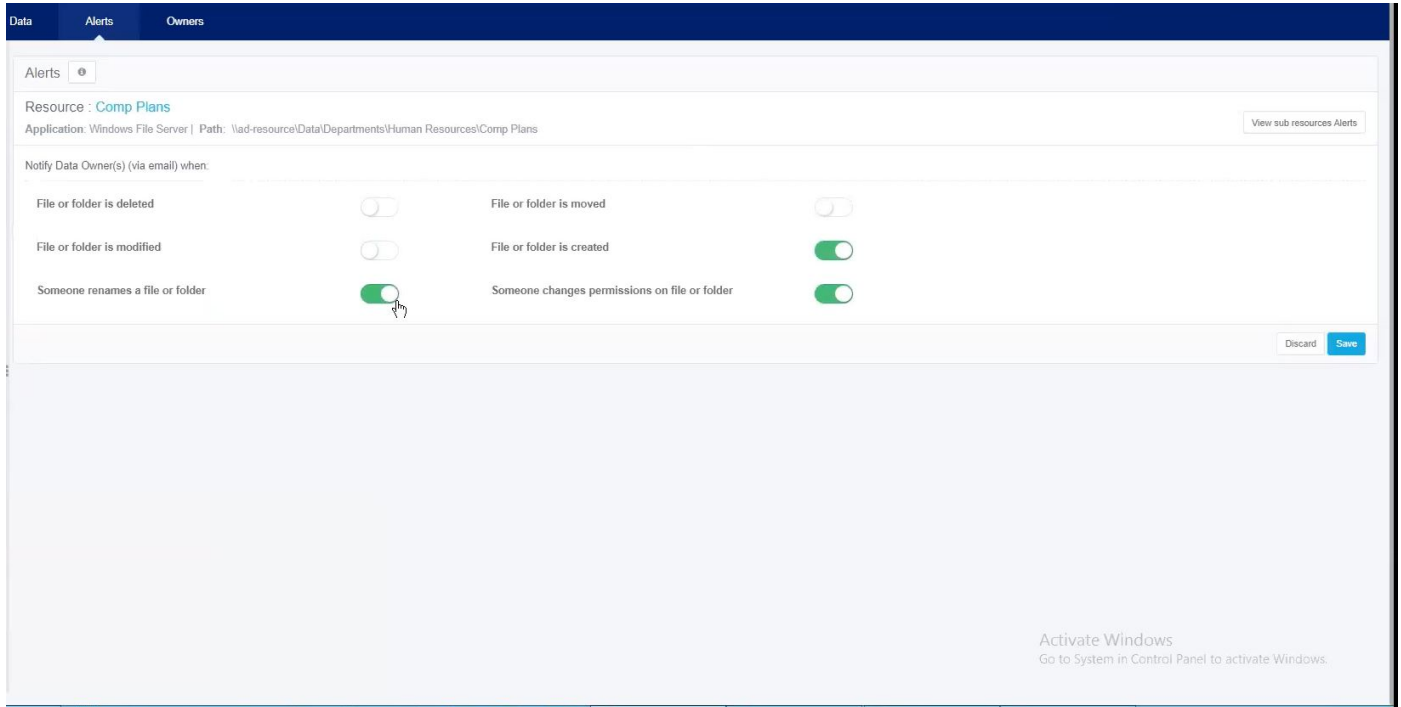 Data Alerts Owners
Alerts
Resource : Comp Plans
Application: Windows File Server | Path: \\ad-resource\Data\Departments\Human Resources\Comp Plans
View sub resources Alerts
Notify Data Owner(s) (via email) when:
File or folder is deleted File or folder is moved
File or folder is modified File or folder is created
Someone renames a file or folder Someone changes permissions on file or folder
Discard Save
Activate Windows
Go to System in Control Panel to activate Windows.